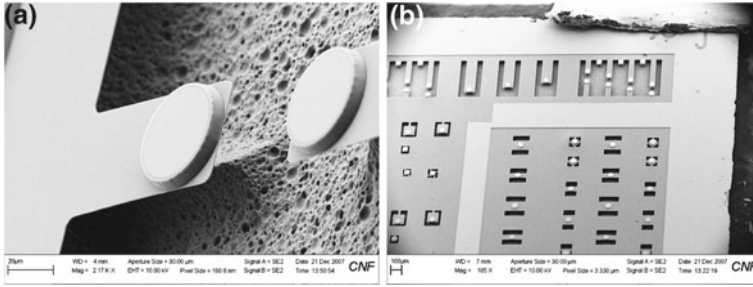 (a)
20µm
WD = 4 mm Aperture Size = 30.00 µm Signal A = SE2 Date :21 Dec 2007
Mag = 2.17 K X EHT = 10.00 kV Pixel Size = 160.8 nm Signal B = SE2 Time :13:50:54
CNF
(b)
100µm
WD = 7 mm Aperture Size = 30.00 µm Signal A = SE2 Date :21 Dec 2007
Mag = 105 X EHT = 10.00 kV Pixel Size = 3.330 µm Signal B = SE2 Time :13:22:19
CNF